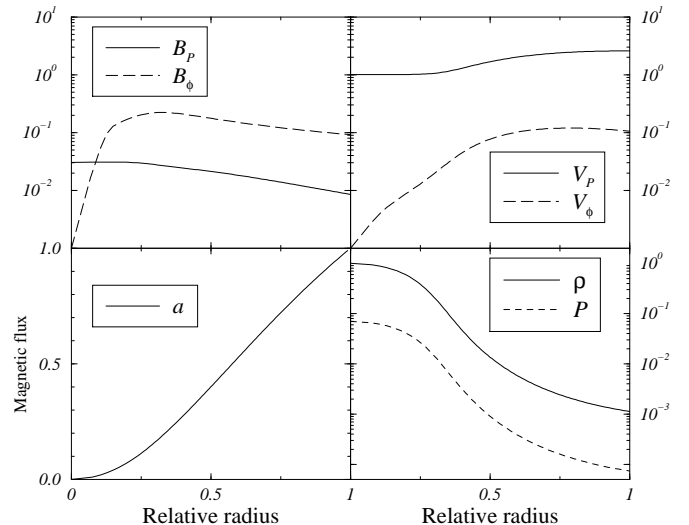 10^1
10^0
10^-1
10^-2
B_P
B_ϕ
10^1
10^0
10^-1
10^-2
V_P
V_ϕ
1.0
0.5
0.0
Magnetic flux
a
10^0
10^-1
10^-2
10^-3
ρ
P
0 0.5 1
Relative radius
0.5 1
Relative radius